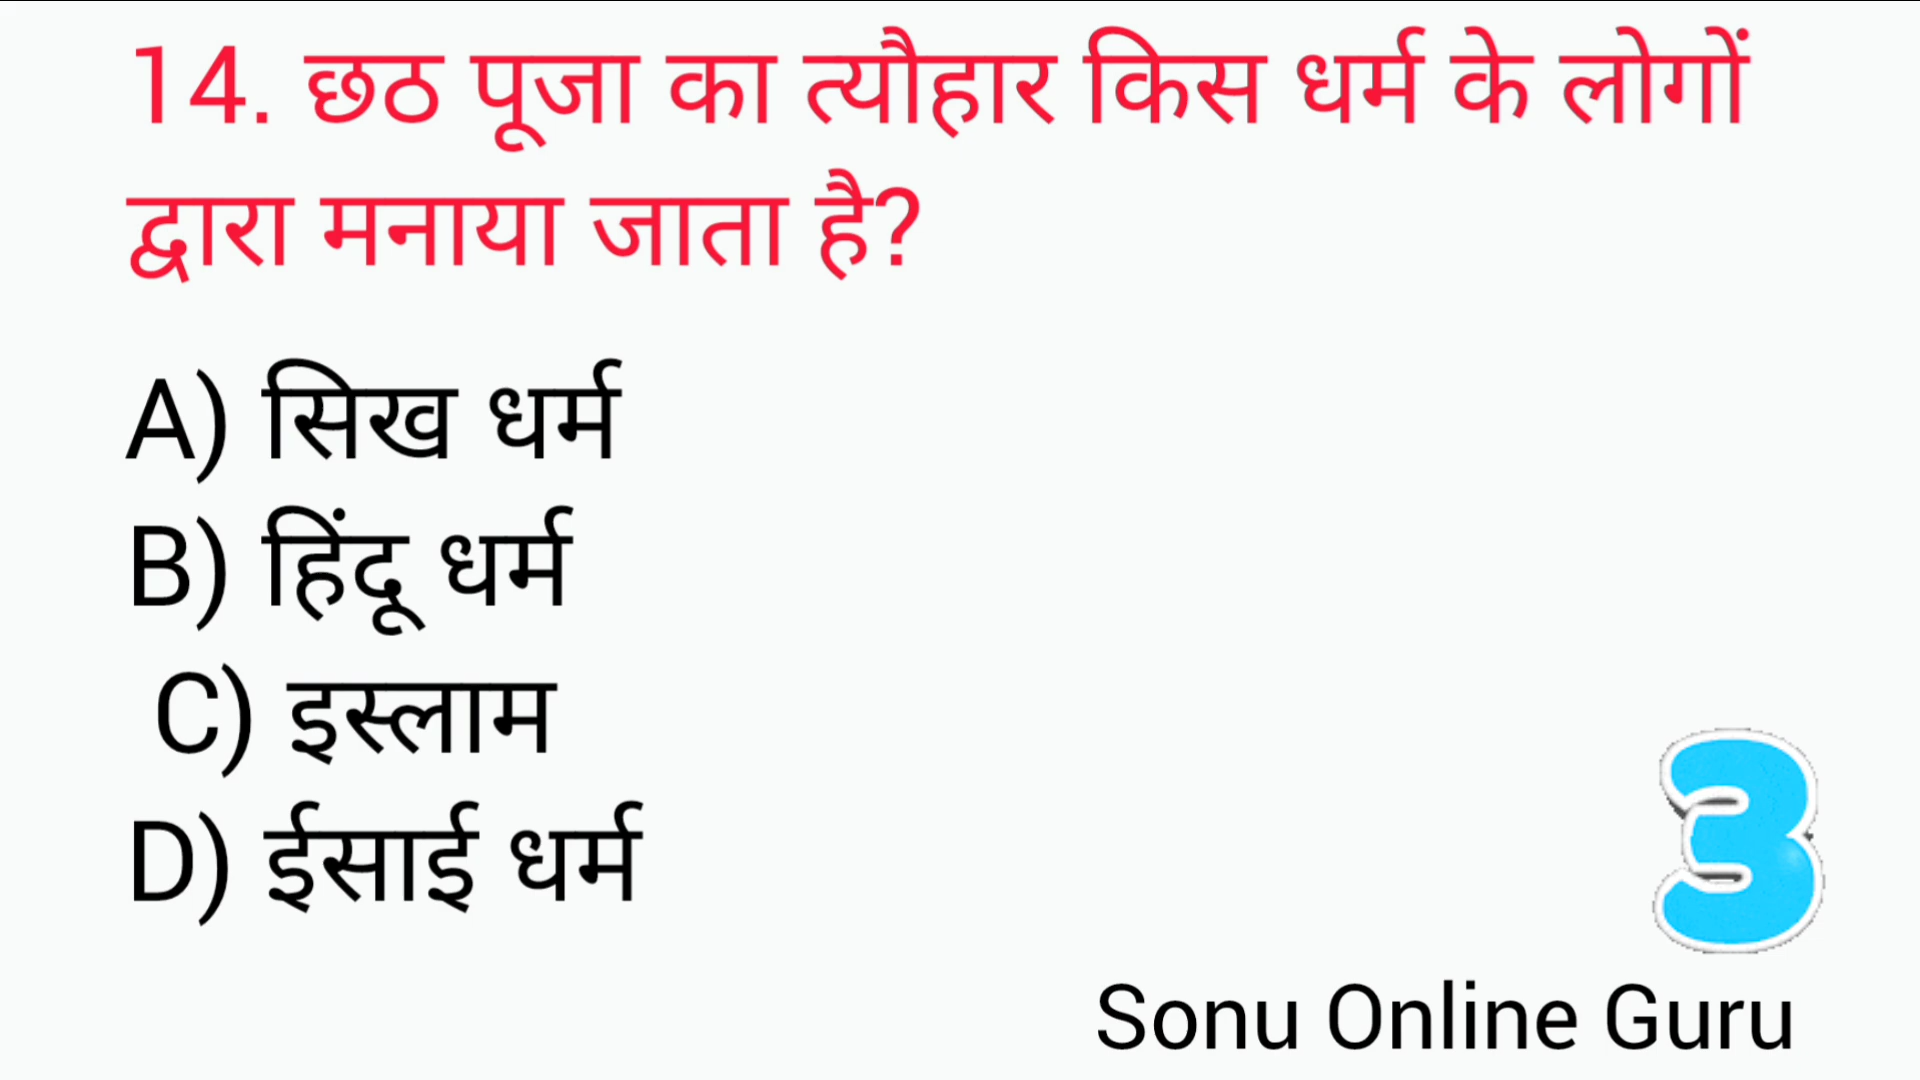 14. छठ पूजा का त्यौहार किस धर्म के लोगों
द्वारा मनाया जाता है?
A) सिख धर्म
B) हिंदू धर्म
C) इस्लाम
D) ईसाई धर्म
3
Sonu Online Guru